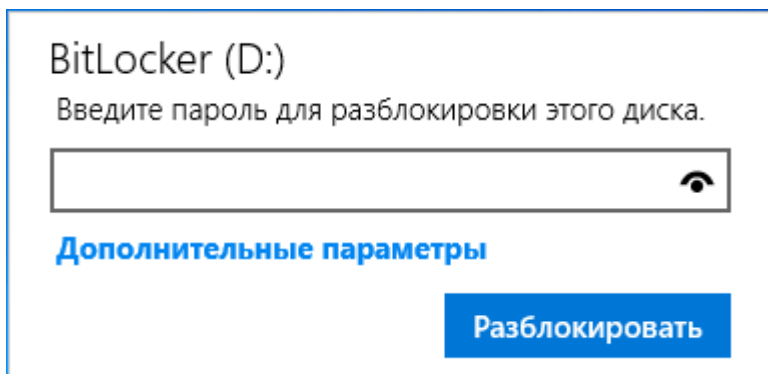 BitLocker (D:)
Введите пароль для разблокировки этого диска.
Дополнительные параметры
Разблокировать